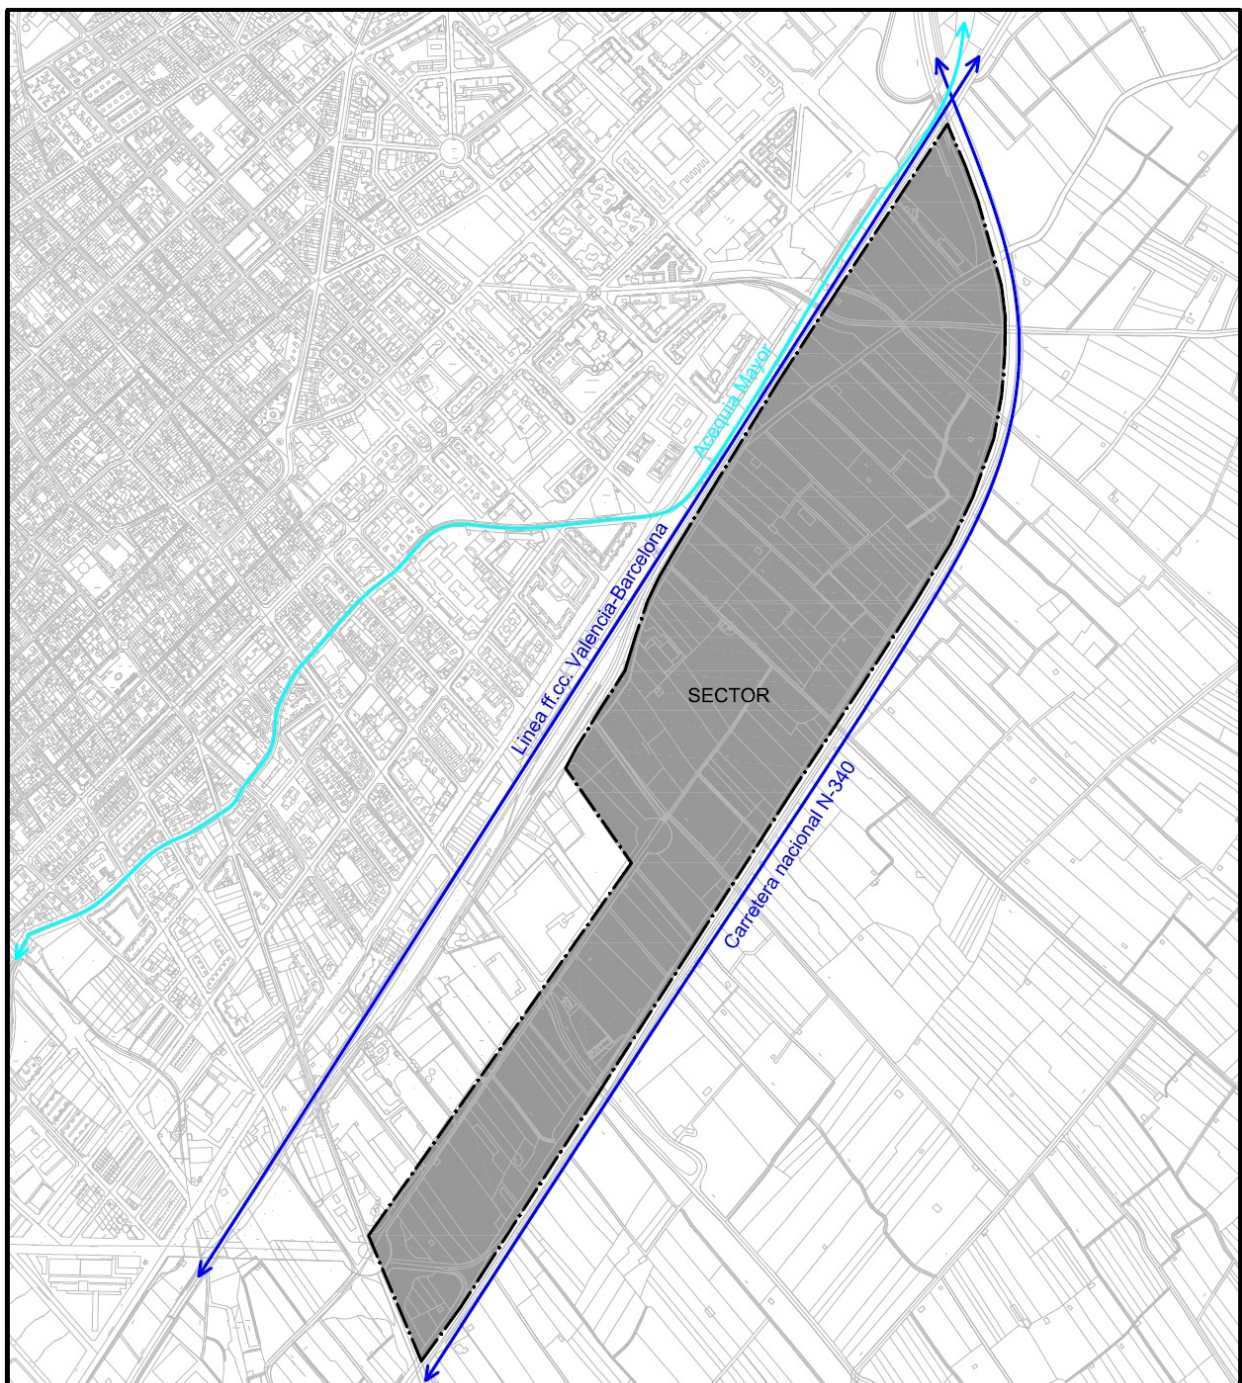 Acequia Mayor
Linea ff.cc. Valencia-Barcelona
SECTOR
Carretera nacional N-340